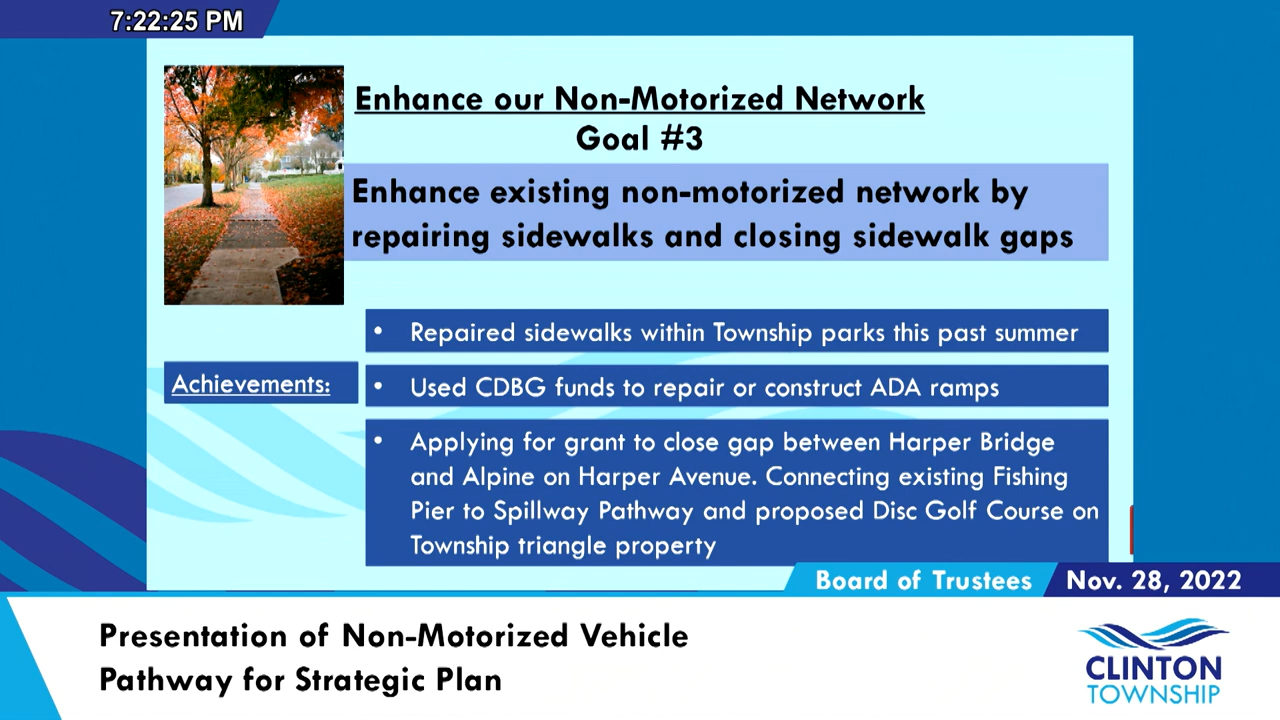 7:22:25 PM
Enhance our Non-Motorized Network
Goal #3
Enhance existing non-motorized network by
repairing sidewalks and closing sidewalk gaps
Achievements:
• Repaired sidewalks within Township parks this past summer
• Used CDBG funds to repair or construct ADA ramps
• Applying for grant to close gap between Harper Bridge
and Alpine on Harper Avenue. Connecting existing Fishing
Pier to Spillway Pathway and proposed Disc Golf Course on
Township triangle property
Board of Trustees
Nov. 28, 2022
Presentation of Non-Motorized Vehicle
Pathway for Strategic Plan
CLINTON
TOWNSHIP